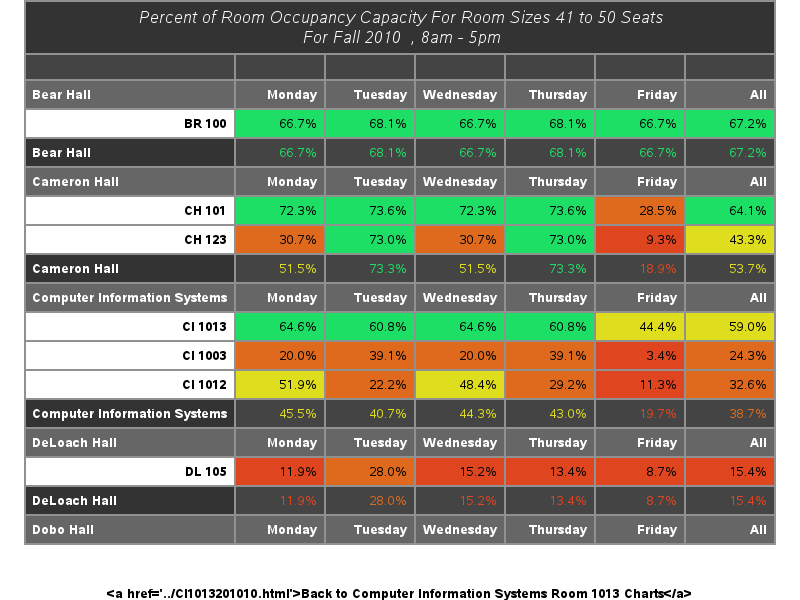 Percent of Room Occupancy Capacity For Room Sizes 41 to 50 Seats
For Fall 2010 , 8am - 5pm
Bear Hall Monday Tuesday Wednesday Thursday Friday All
BR 100 66.7% 68.1% 66.7% 68.1% 66.7% 67.2%
Bear Hall 66.7% 68.1% 66.7% 68.1% 66.7% 67.2%
Cameron Hall Monday Tuesday Wednesday Thursday Friday All
CH 101 72.3% 73.6% 72.3% 73.6% 28.5% 64.1%
CH 123 30.7% 73.0% 30.7% 73.0% 9.3% 43.3%
Cameron Hall 51.5% 73.3% 51.5% 73.3% 18.9% 53.7%
Computer Information Systems Monday Tuesday Wednesday Thursday Friday All
CI 1013 64.6% 60.8% 64.6% 60.8% 44.4% 59.0%
CI 1003 20.0% 39.1% 20.0% 39.1% 3.4% 24.3%
CI 1012 51.9% 22.2% 48.4% 29.2% 11.3% 32.6%
Computer Information Systems 45.5% 40.7% 44.3% 43.0% 19.7% 38.7%
DeLoach Hall Monday Tuesday Wednesday Thursday Friday All
DL 105 11.9% 28.0% 15.2% 13.4% 8.7% 15.4%
DeLoach Hall 11.9% 28.0% 15.2% 13.4% 8.7% 15.4%
Dobo Hall Monday Tuesday Wednesday Thursday Friday All
&lt;a href='../CI1013201010.html'&gt;Back to Computer Information Systems Room 1013 Charts&lt;/a&gt;